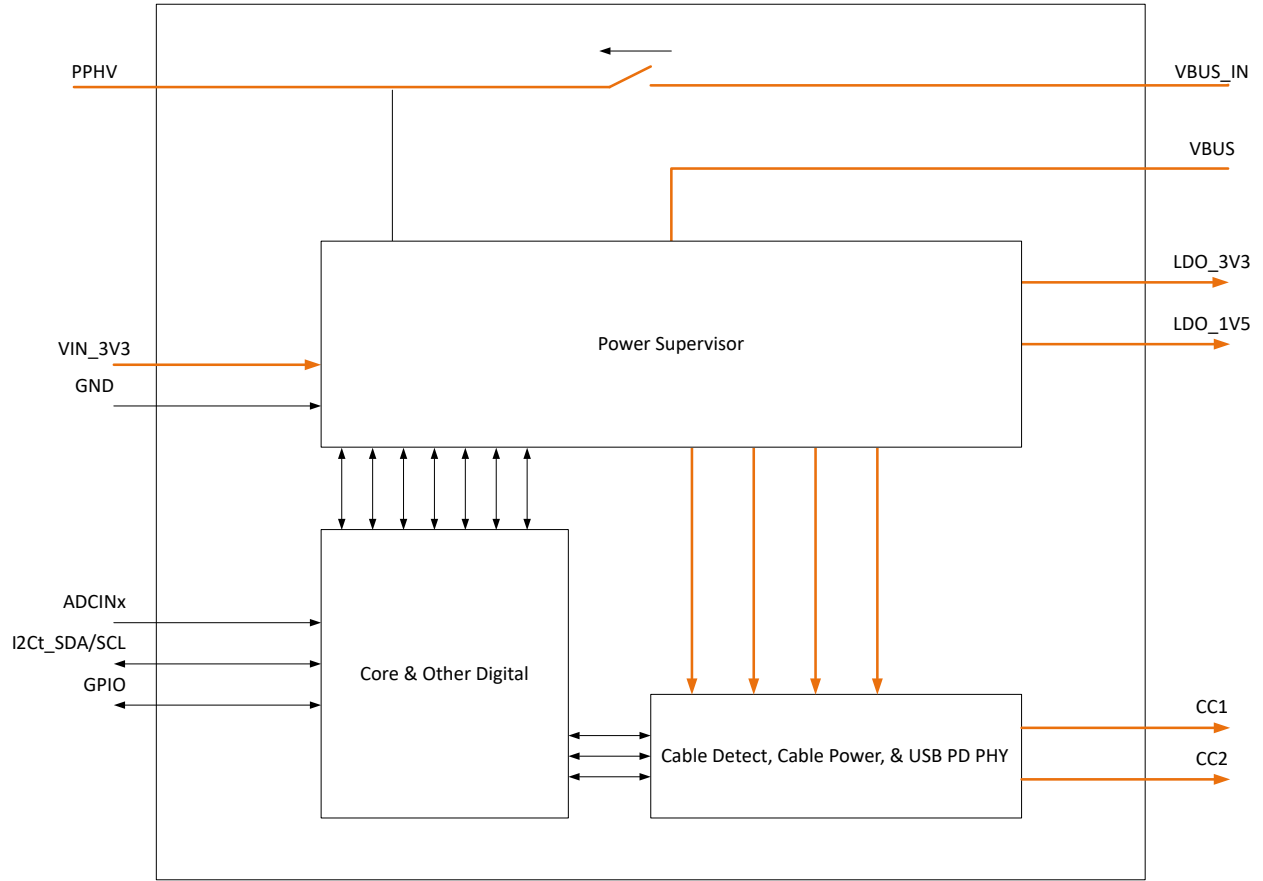 PPHV
VBUS_IN
VBUS
LDO_3V3
LDO_1V5
Power Supervisor
VIN_3V3
GND
ADCINx
I2Ct_SDA/SCL
GPIO
Core & Other Digital
CC1
Cable Detect, Cable Power, & USB PD PHY
CC2